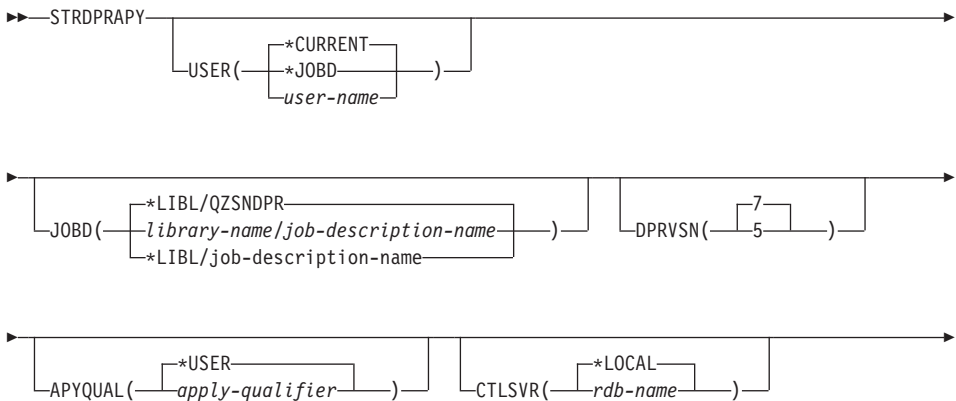 STRDPRAPY
*CURRENT
USER( *JOBD )
user-name
*LIBL/QZSNDPR
JOBD( library-name/job-description-name )
*LIBL/job-description-name
7
DPRVSN( 5 )
*USER
APYQUAL( apply-qualifier )
*LOCAL
CTLSVR( rdb-name )